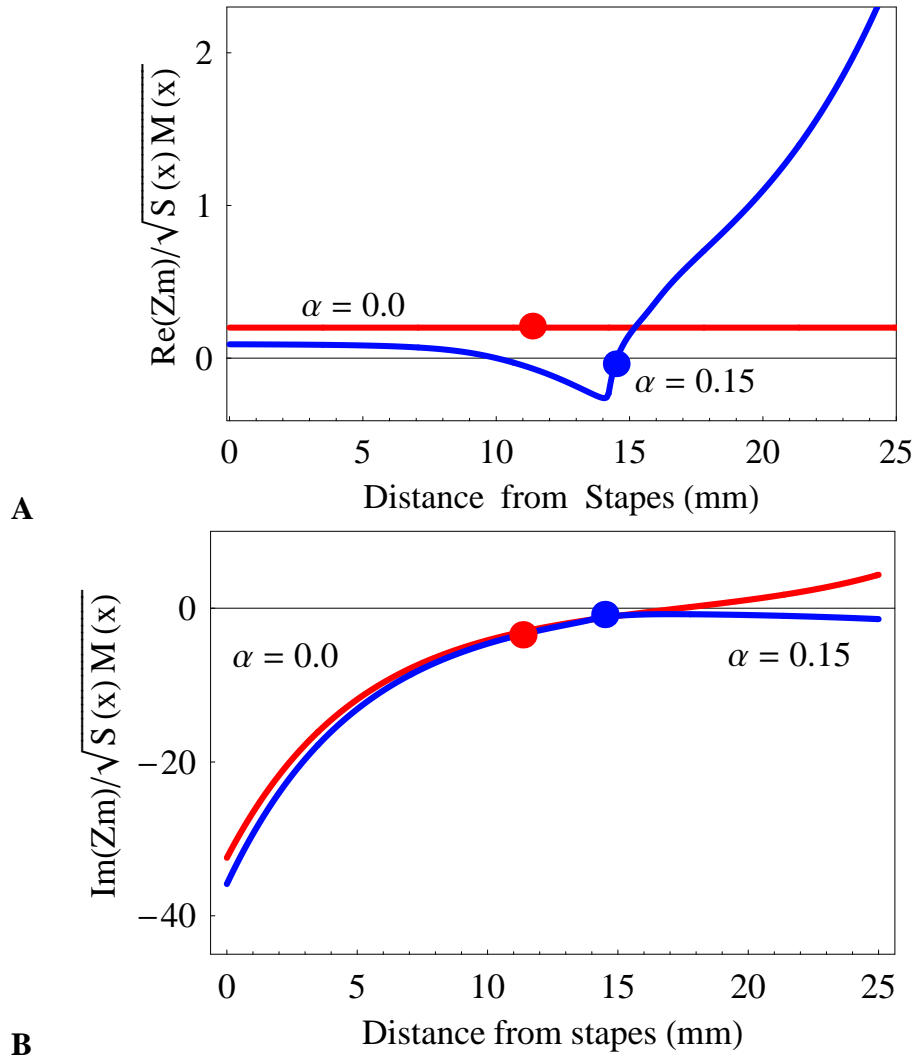 2
1
0
Re(Zm)/√S (x) M (x)
α = 0.0
α = 0.15
0 5 10 15 20 25
Distance from Stapes (mm)
A
0
−20
−40
Im(Zm)/√S (x) M (x)
α = 0.0
α = 0.15
0 5 10 15 20 25
Distance from stapes (mm)
B